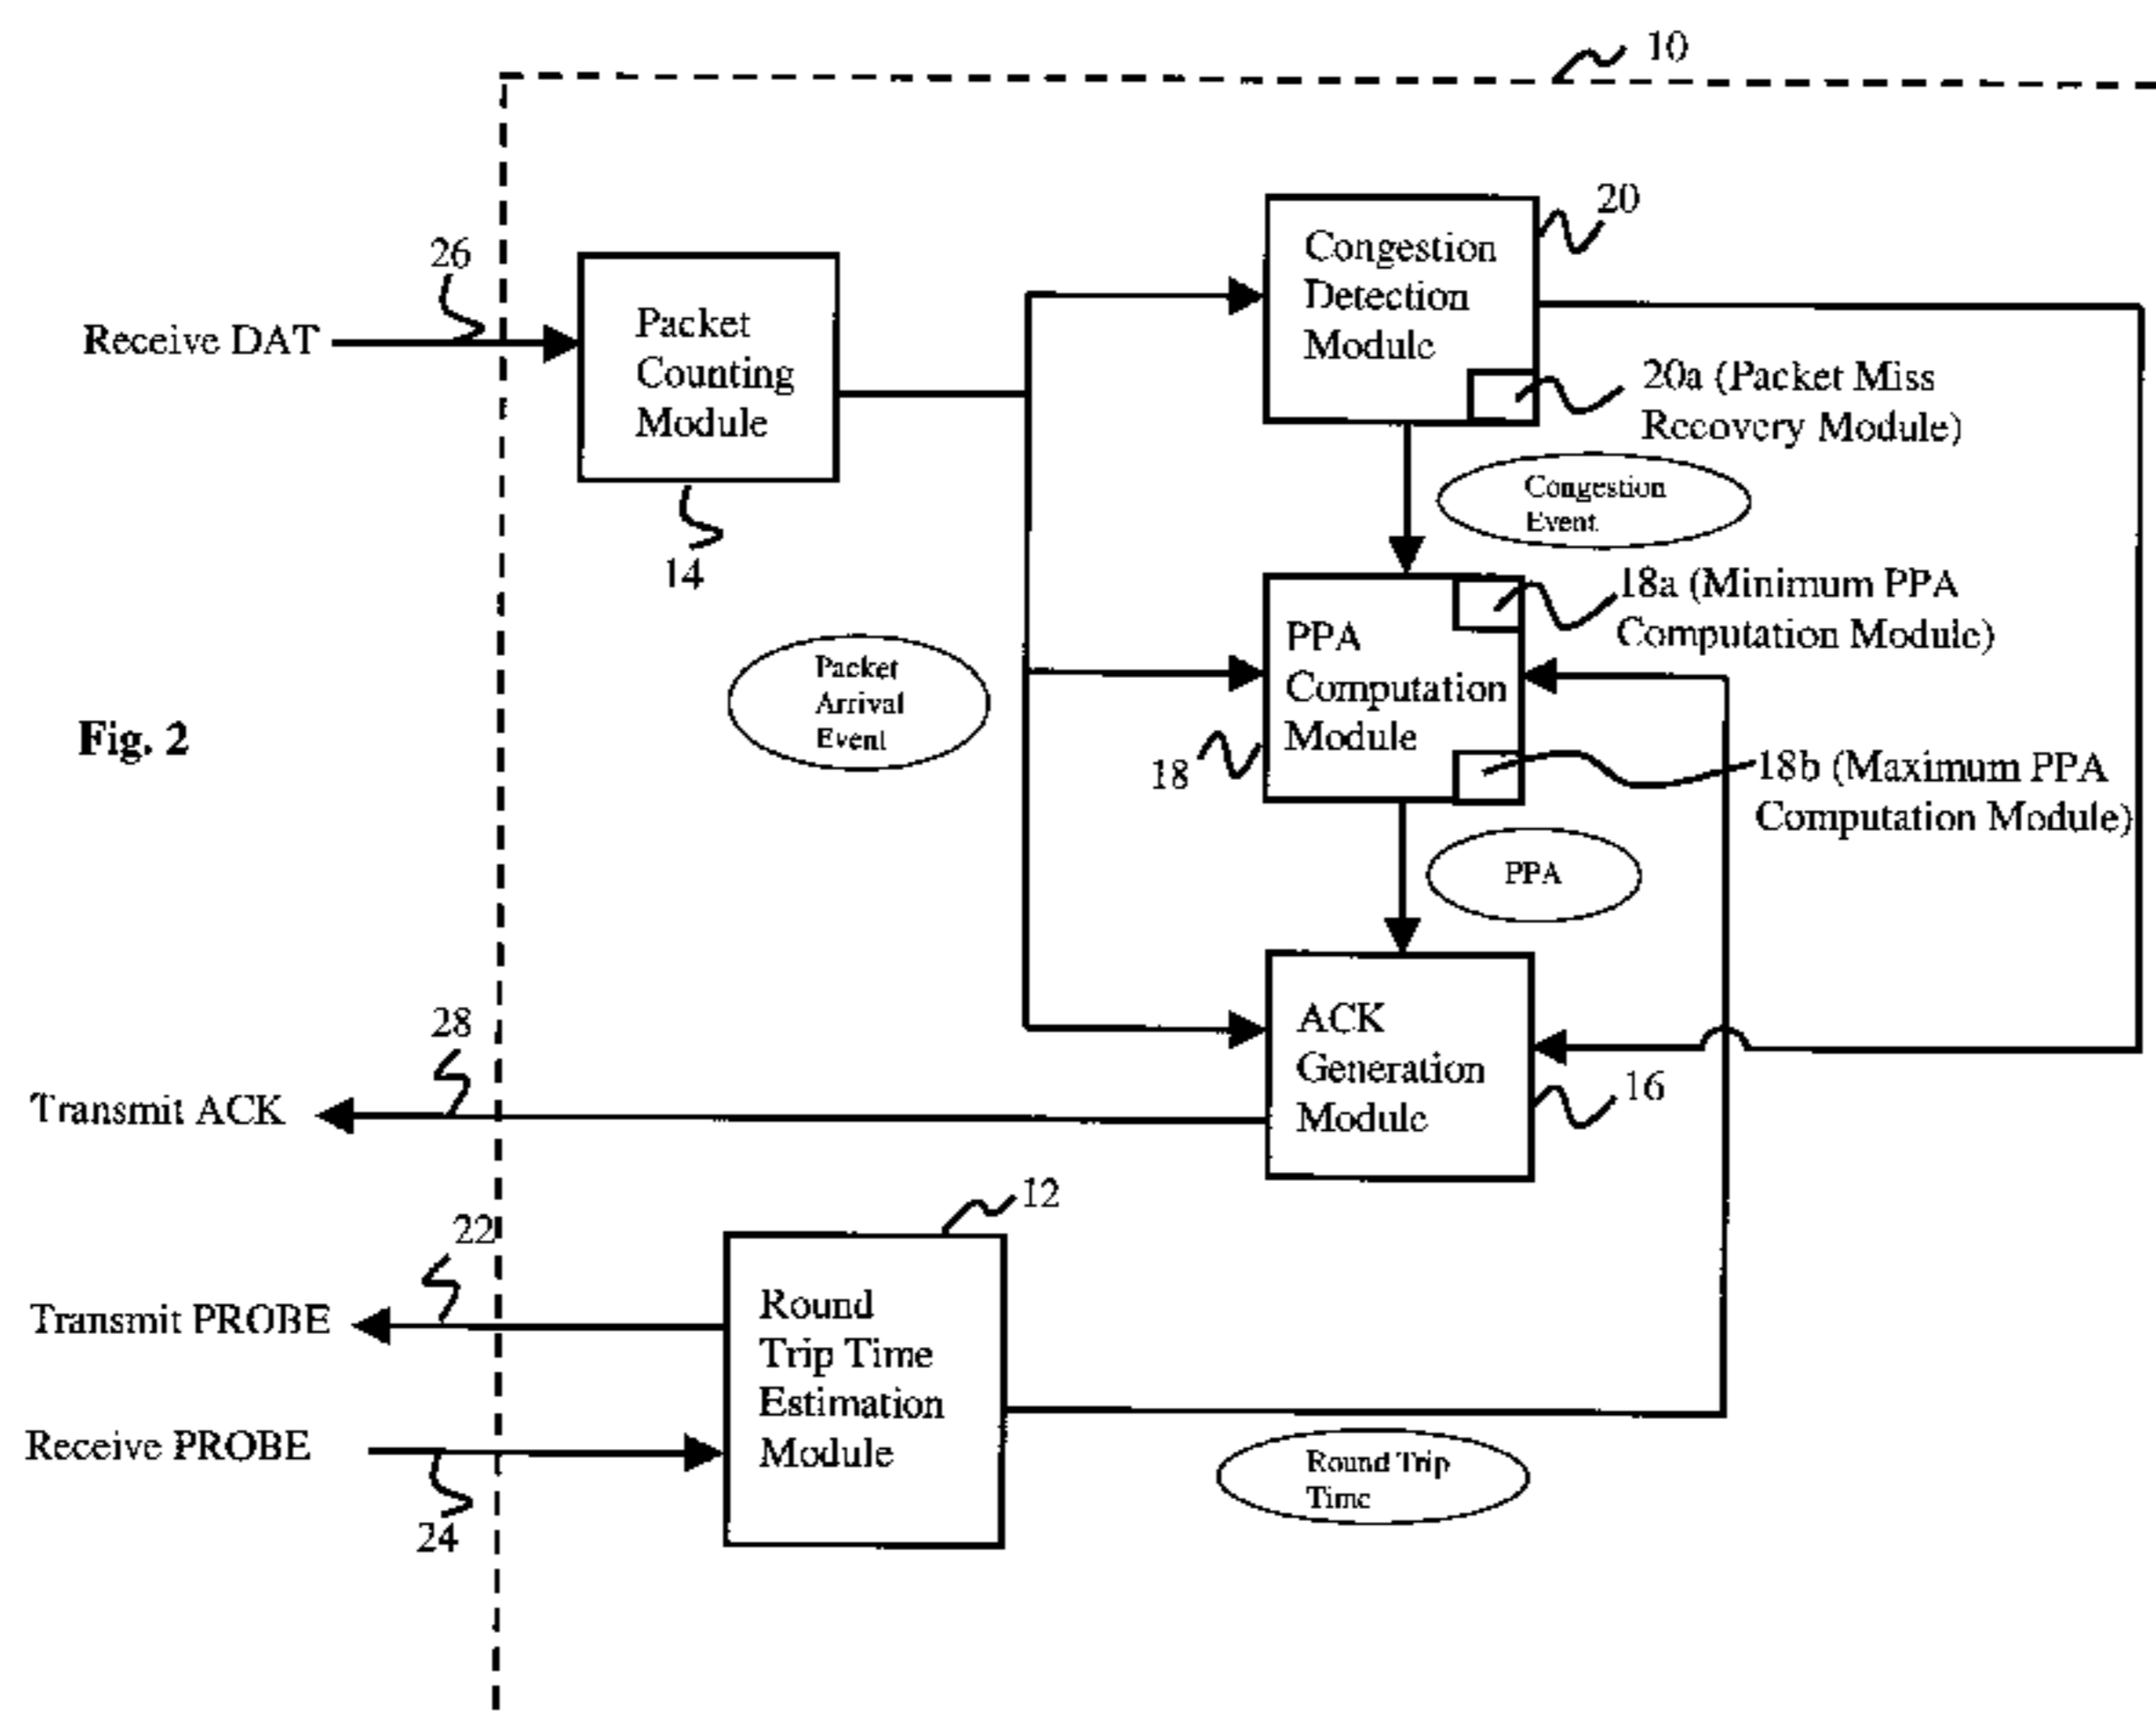 10
20
Congestion
Detection
Module
26
Receive DAT
Packet
Counting
Module
20a (Packet Miss
Recovery Module)
Congestion
Event
14
18a (Minimum PPA
Computation Module)
PPA
Computation
Module
Packet
Arrival
Event
Fig. 2
18
18b (Maximum PPA
Computation Module)
PPA
28
ACK
Generation
Module
16
Transmit ACK
12
22
Transmit PROBE
Round
Trip Time
Estimation
Module
Receive PROBE
24
Round Trip
Time